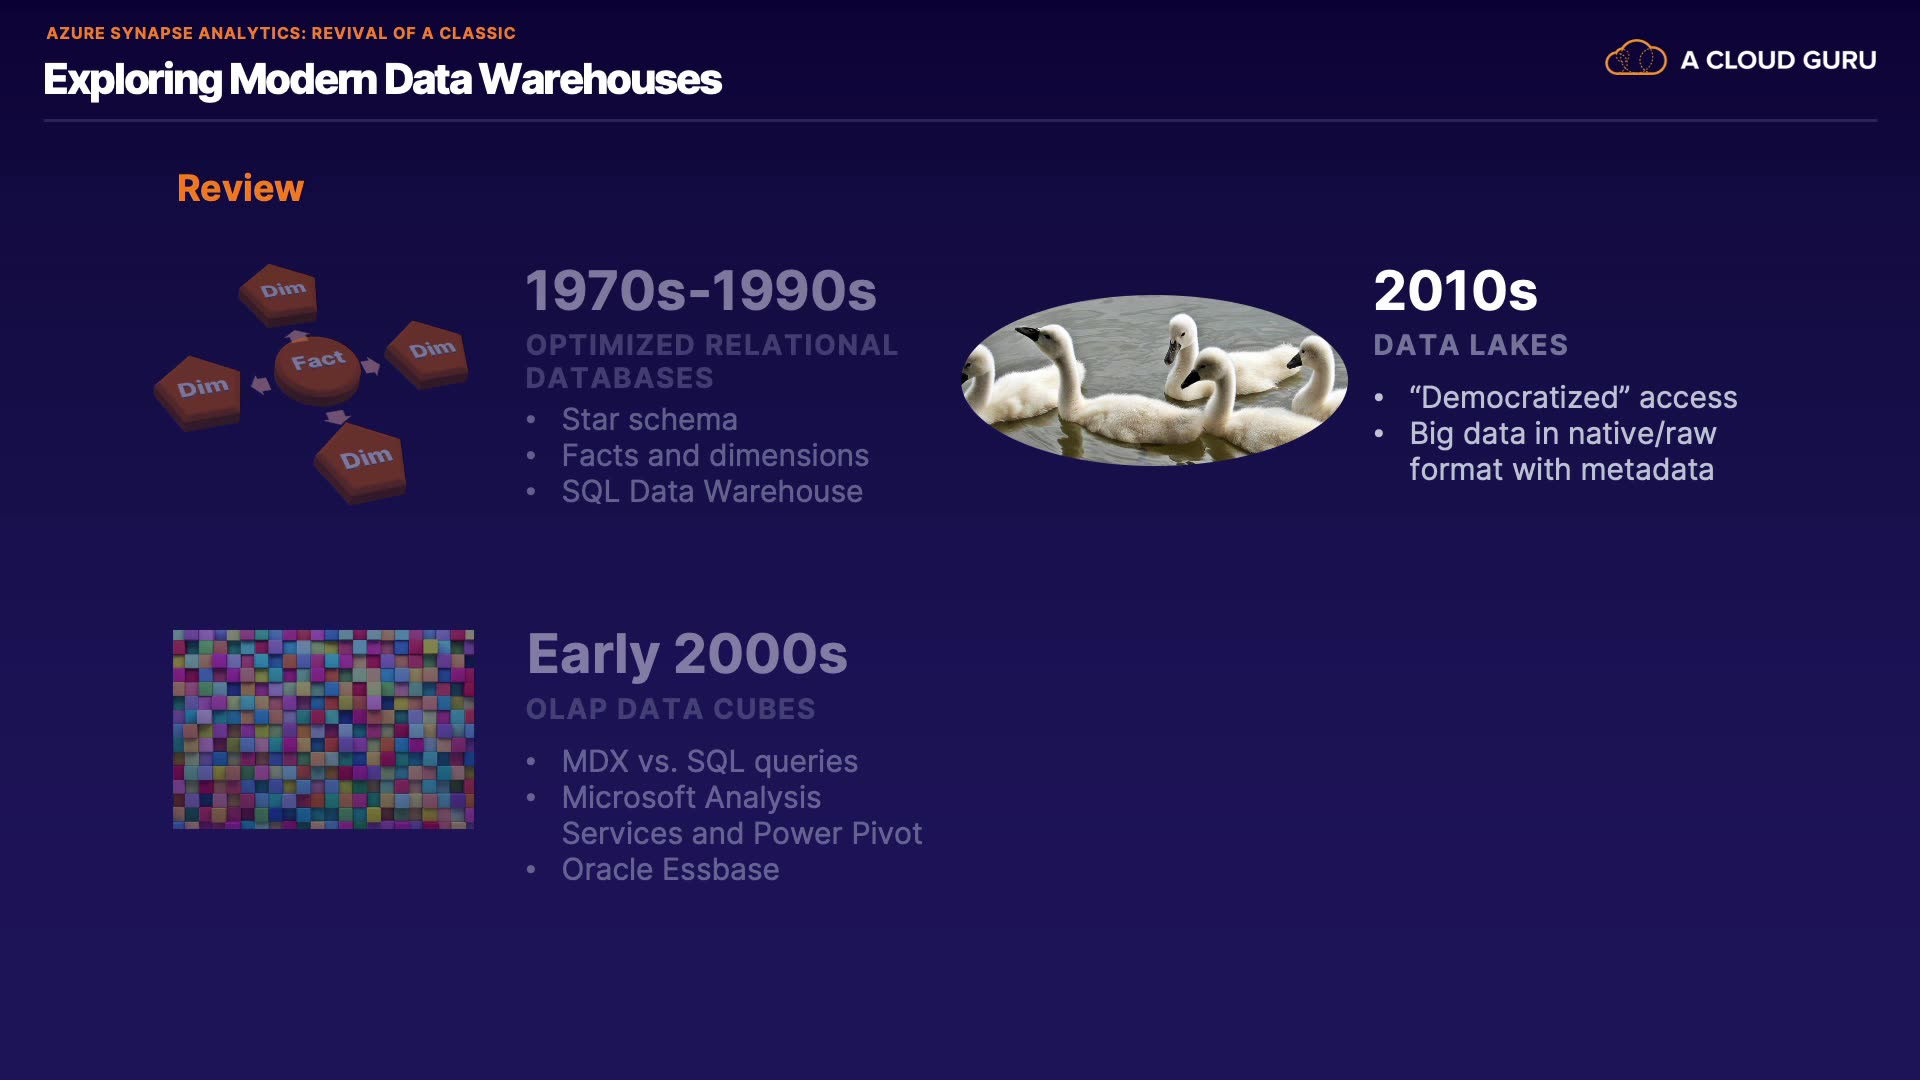 AZURE SYNAPSE ANALYTICS: REVIVAL OF A CLASSIC
Exploring Modern Data Warehouses
A CLOUD GURU
Review
Dim
Dim
Fact
Dim
Dim
1970s-1990s
OPTIMIZED RELATIONAL
DATABASES
• Star schema
• Facts and dimensions
• SQL Data Warehouse
2010s
DATA LAKES
• “Democratized” access
• Big data in native/raw
format with metadata
Early 2000s
OLAP DATA CUBES
• MDX vs. SQL queries
• Microsoft Analysis
Services and Power Pivot
• Oracle Essbase